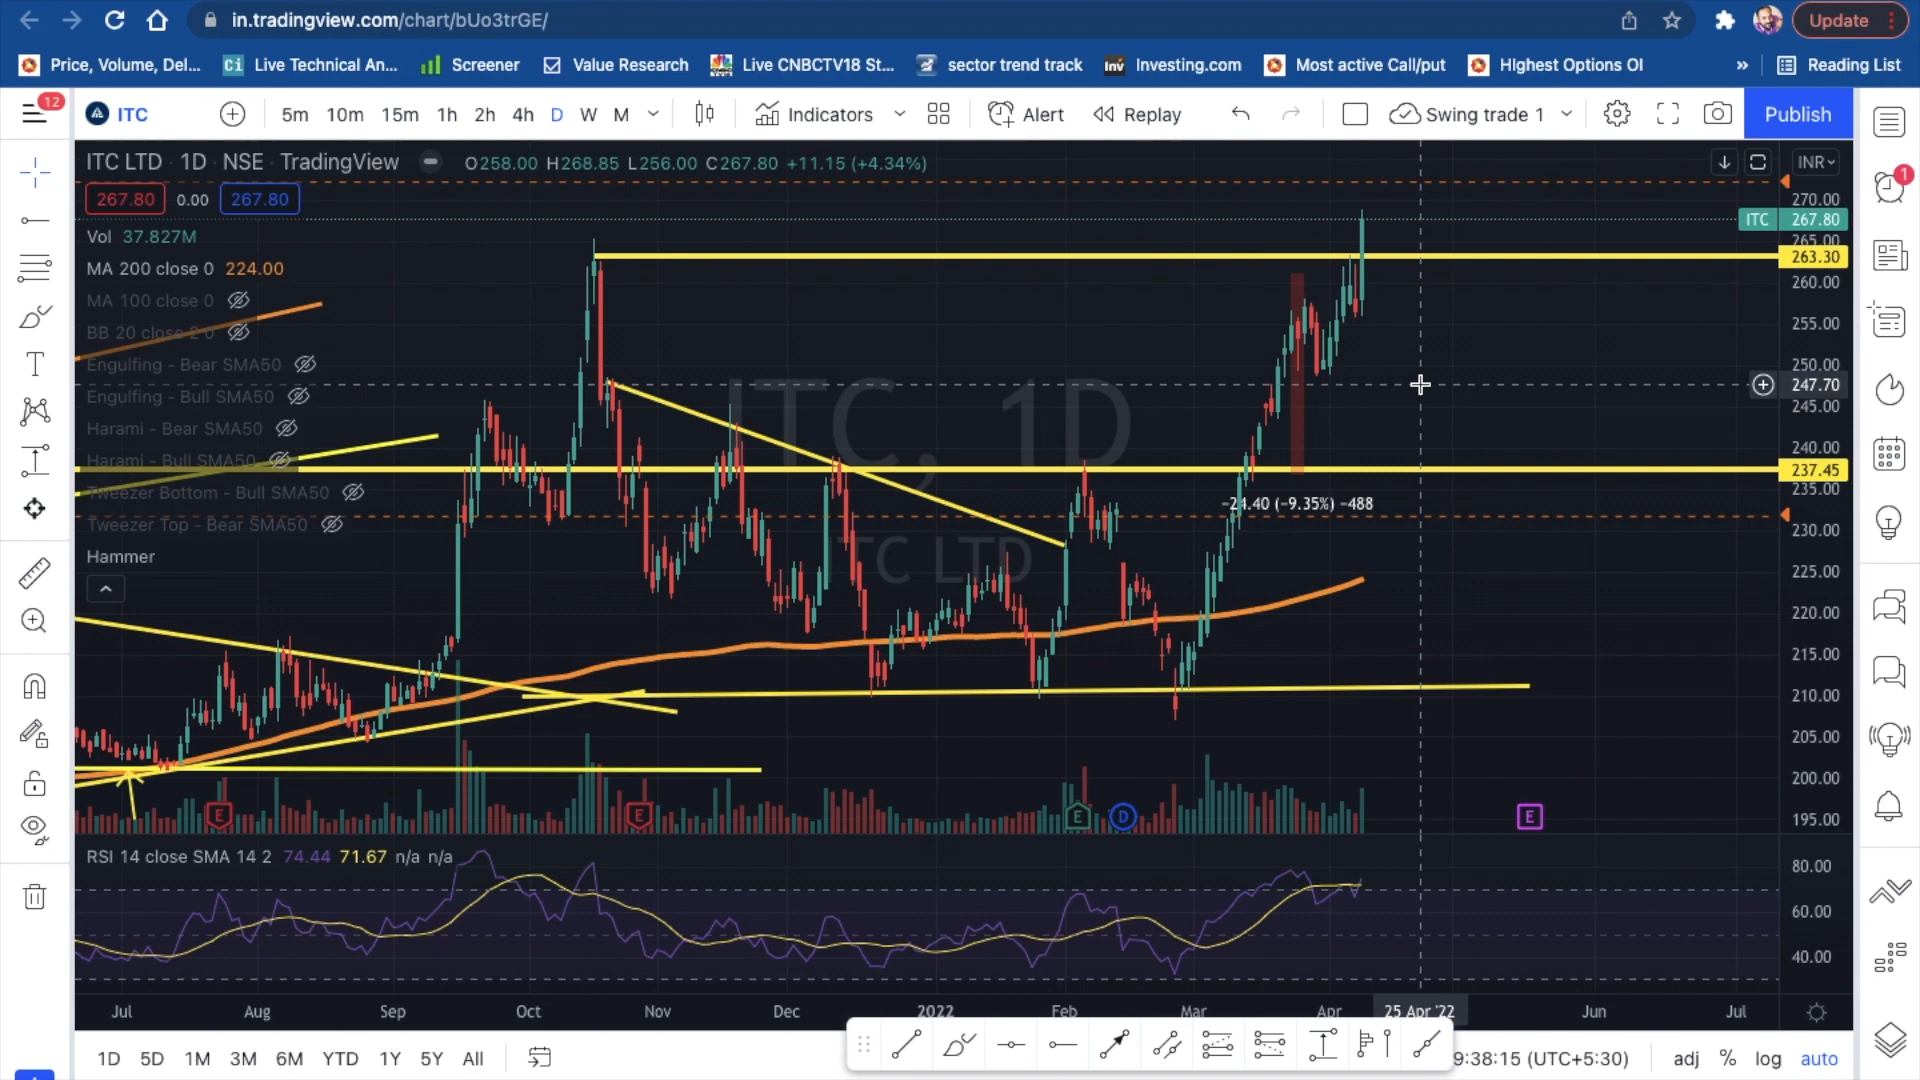 in.tradingview.com/chart/bUo3trGE/
Update
Price, Volume, Del...
Ci Live Technical An...
Screener
Value Research
Live CNBCTV18 St...
sector trend track
Inv Investing.com
Most active Call/put
HIghest Options OI
»
Reading List
12
ITC
5m 10m 15m 1h 2h 4h D W M
Indicators
Alert
Replay
Swing trade 1
Publish
ITC LTD · 1D · NSE · TradingView
O258.00 H268.85 L256.00 C267.80 +11.15 (+4.34%)
INR
267.80 0.00 267.80
Vol 37.827M
MA 200 close 0 224.00
MA 100 close 0
BB 20 close 2 0
Engulfing - Bear SMA50
Engulfing - Bull SMA50
Harami - Bear SMA50
Harami - Bull SMA50
Tweezer Bottom - Bull SMA50
Tweezer Top - Bear SMA50
Hammer
ITC, 1D
ITC LTD
−24.40 (−9.35%) −488
270.00
ITC 267.80
265.00
263.30
260.00
255.00
250.00
247.70
245.00
240.00
237.45
235.00
230.00
225.00
220.00
215.00
210.00
205.00
200.00
195.00
1
E
E
E
D
E
RSI 14 close SMA 14 2 74.44 71.67 n/a n/a
80.00
60.00
40.00
Jul Aug Sep Oct Nov Dec 2022 Feb Mar Apr 25 Apr '22 Jun Jul
1D 5D 1M 3M 6M YTD 1Y 5Y All
9:38:15 (UTC+5:30)
adj % log auto